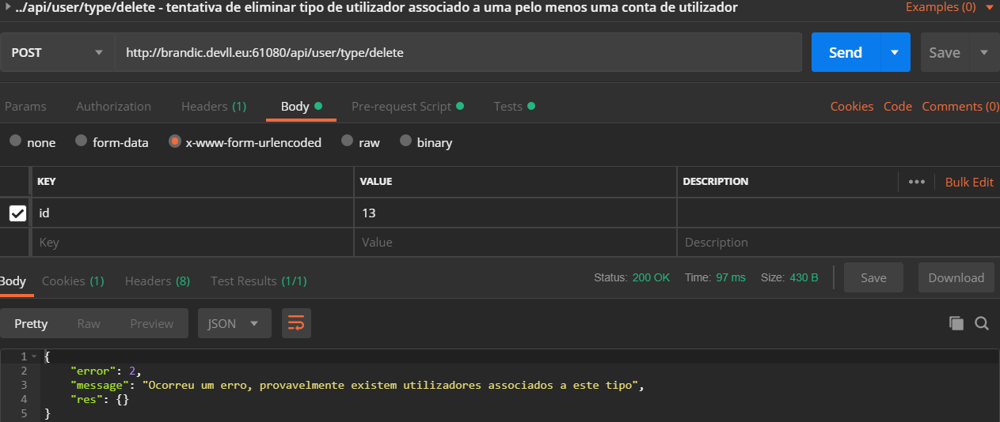 ../api/user/type/delete - tentativa de eliminar tipo de utilizador associado a uma pelo menos uma conta de utilizador Examples (0)
POST http://brandic.devll.eu:61080/api/user/type/delete Send Save
Params Authorization Headers (1) Body Pre-request Script Tests Cookies Code Comments (0)
none form-data x-www-form-urlencoded raw binary
KEY VALUE DESCRIPTION ••• Bulk Edit
id 13
Key Value Description
Body Cookies (1) Headers (8) Test Results (1/1) Status: 200 OK Time: 97 ms Size: 430 B Save Download
Pretty Raw Preview JSON
1 {
2 "error": 2,
3 "message": "Ocorreu um erro, provavelmente existem utilizadores associados a este tipo",
4 "res": {}
5 }